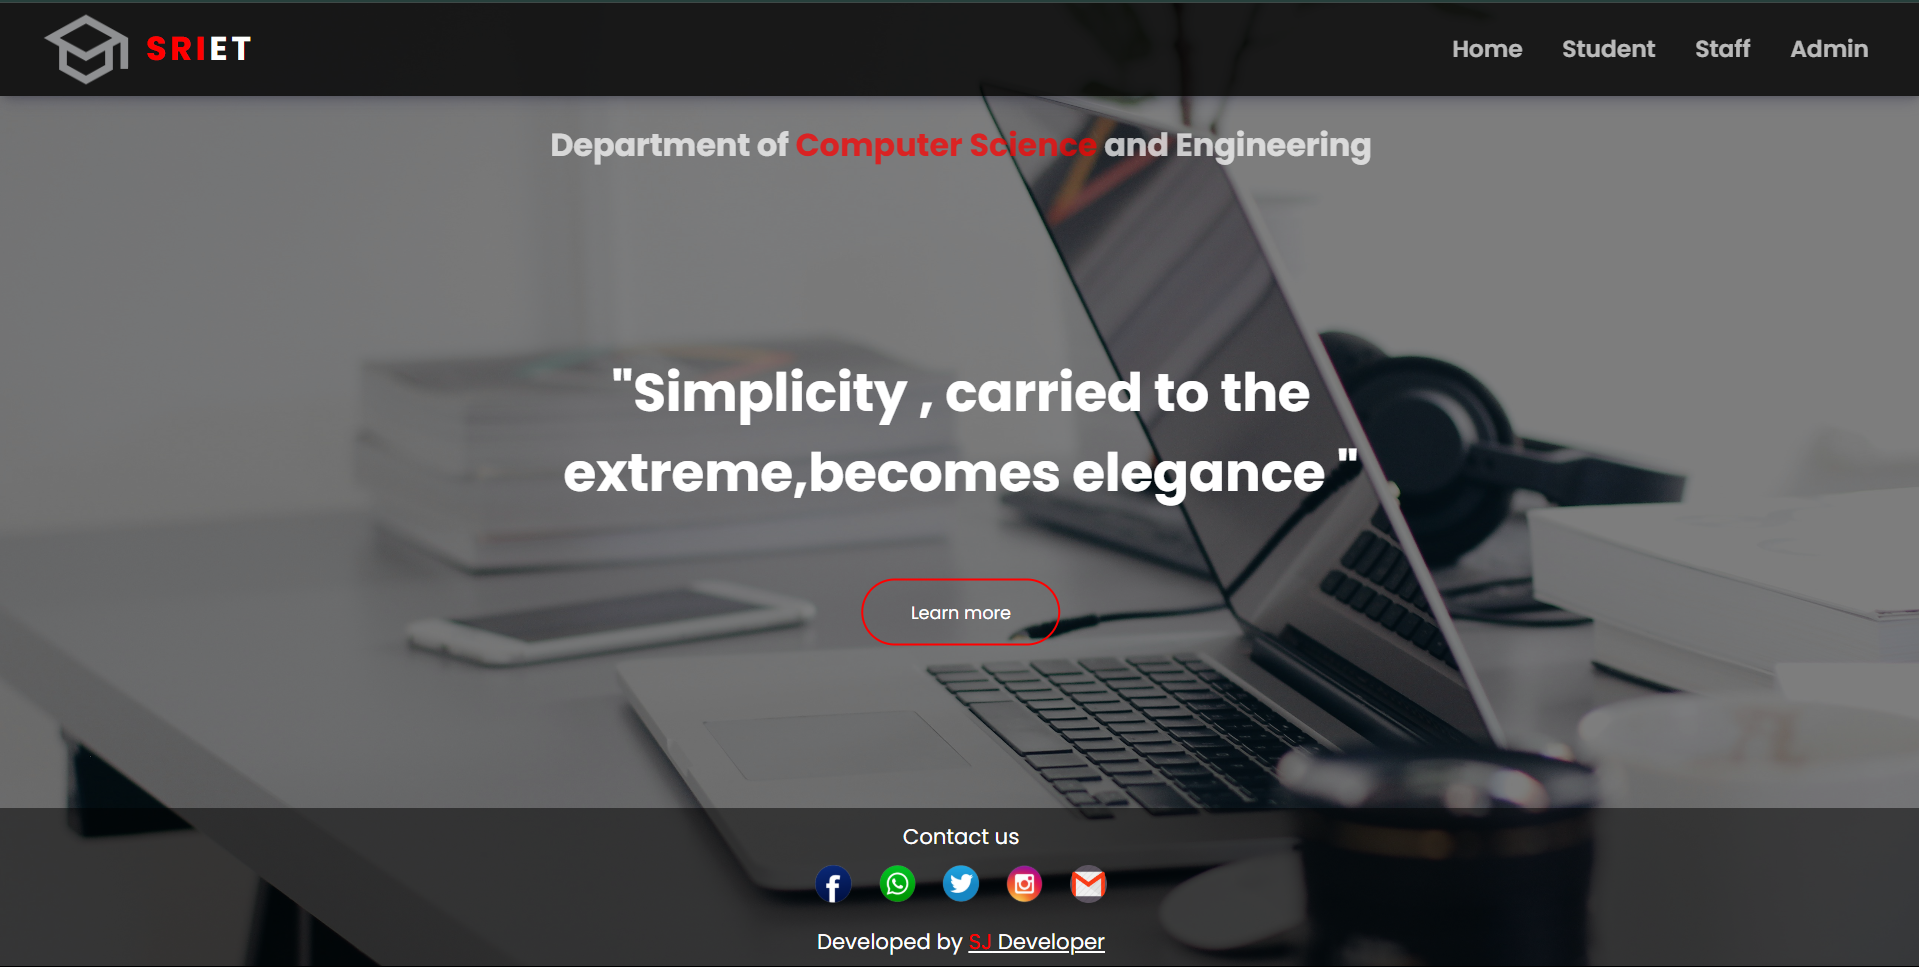 SRIET
Home Student Staff Admin
Department of Computer Science and Engineering
"Simplicity , carried to the
extreme,becomes elegance "
Learn more
Contact us
Developed by SJ Developer